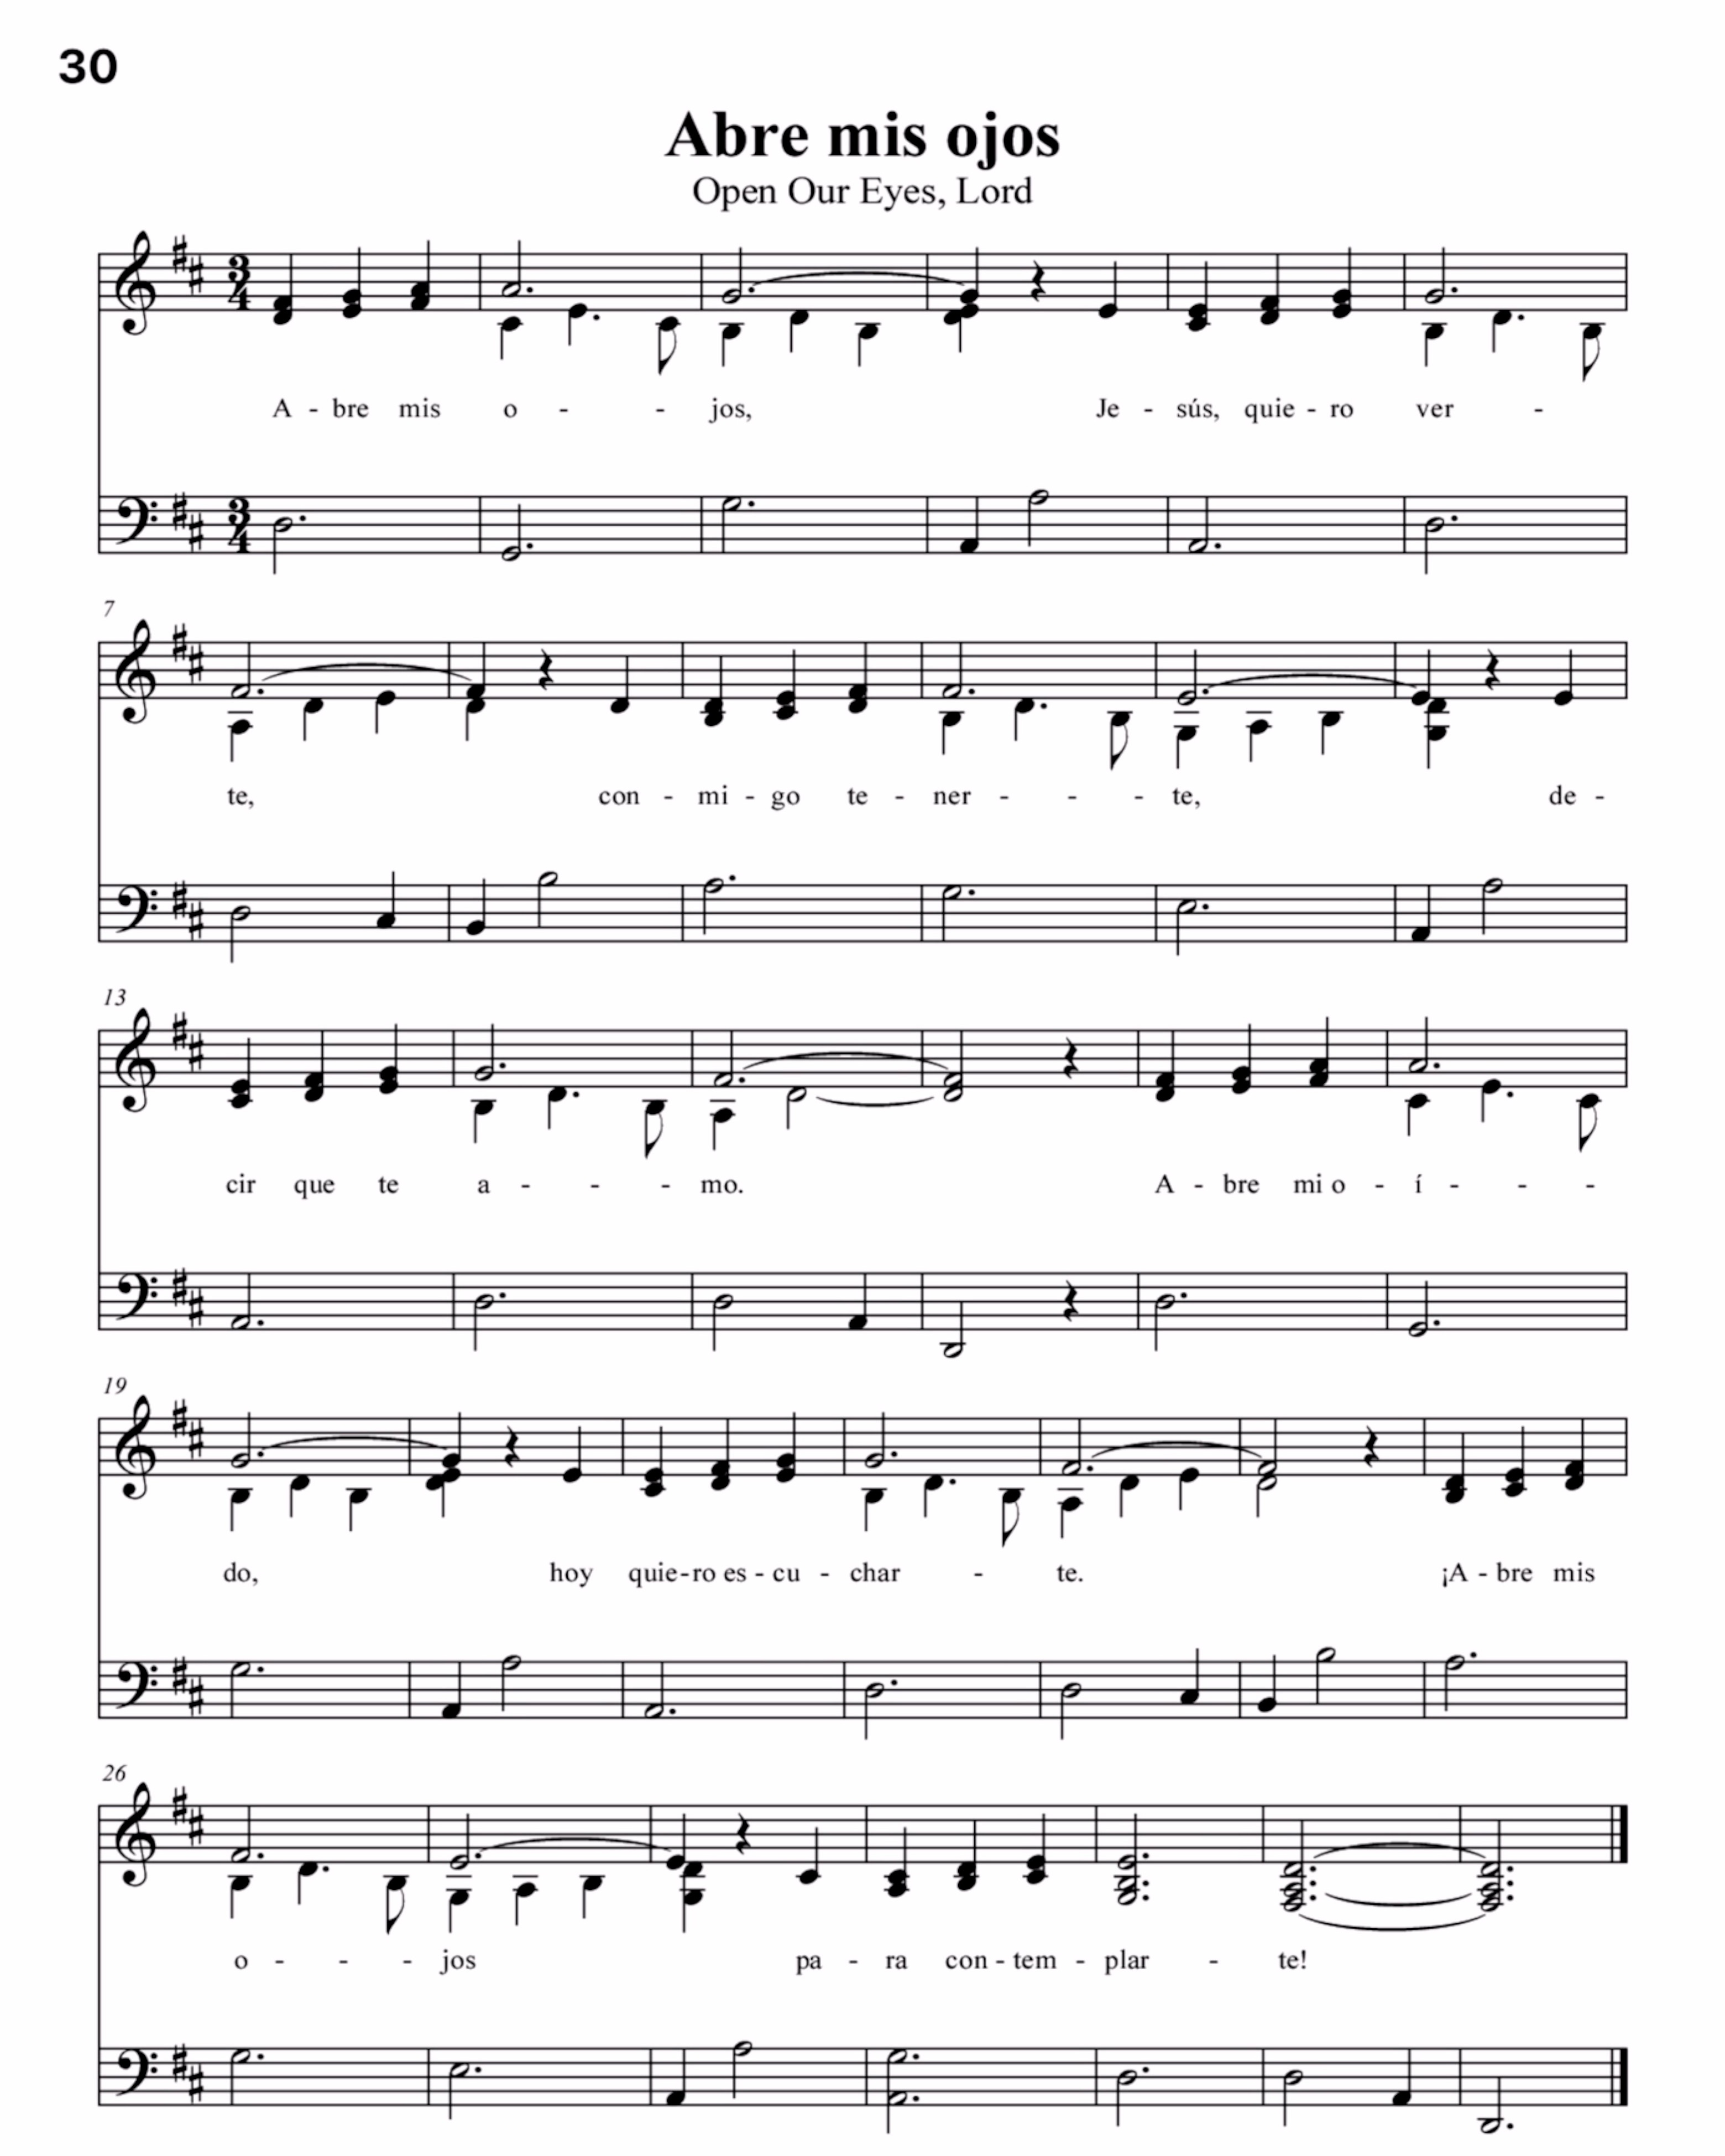 30
Abre mis ojos
Open Our Eyes, Lord
3 4
A - bre mis o - - jos, Je - sús, quie - ro ver -
3 4
7
te, con - mi - go te - ner - - - te, de -
13
cir que te a - - - mo. A - bre mi o - í - - -
19
do, hoy quie - ro es - cu - char - te. ¡A - bre mis
26
o - - - jos pa - ra con - tem - plar - te!